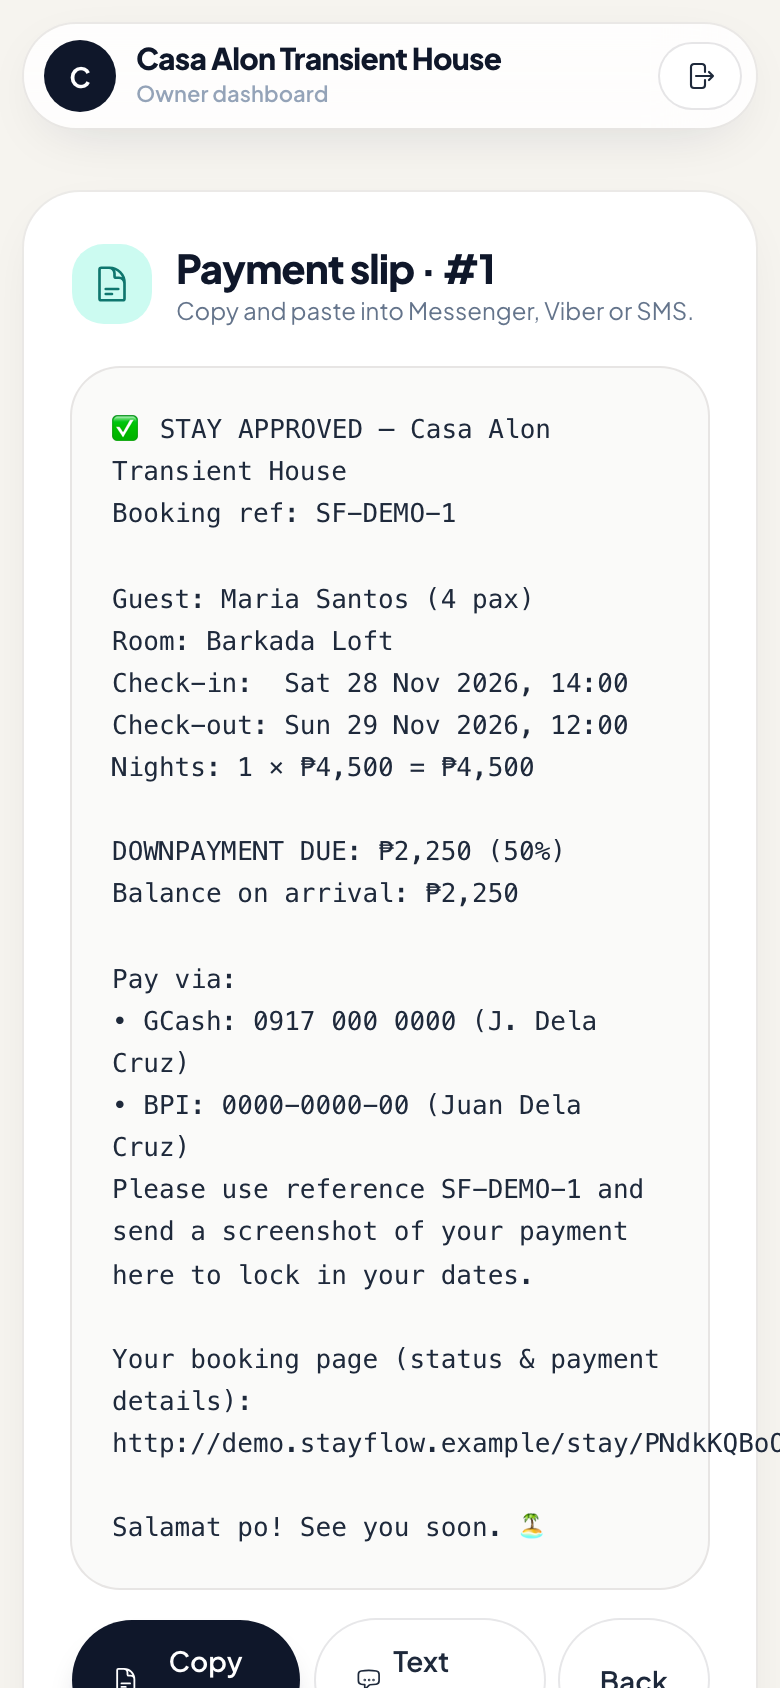 C
Casa Alon Transient House
Owner dashboard
Payment slip · #1
Copy and paste into Messenger, Viber or SMS.
✅ STAY APPROVED — Casa Alon
Transient House
Booking ref: SF-DEMO-1
Guest: Maria Santos (4 pax)
Room: Barkada Loft
Check-in:  Sat 28 Nov 2026, 14:00
Check-out: Sun 29 Nov 2026, 12:00
Nights: 1 × ₱4,500 = ₱4,500
DOWNPAYMENT DUE: ₱2,250 (50%)
Balance on arrival: ₱2,250
Pay via:
• GCash: 0917 000 0000 (J. Dela
Cruz)
• BPI: 0000-0000-00 (Juan Dela
Cruz)
Please use reference SF-DEMO-1 and
send a screenshot of your payment
here to lock in your dates.
Your booking page (status & payment
details):
http://demo.stayflow.example/stay/PNdkKQBo
Salamat po! See you soon. 🏝️
Copy
Text
Back